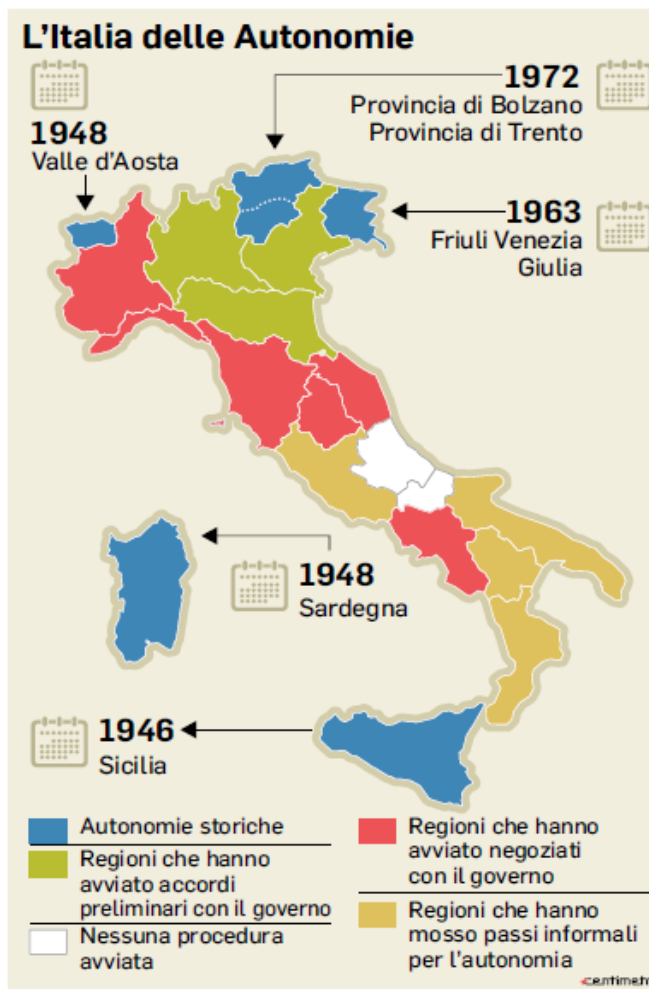 L'Italia delle Autonomie
1948
Valle d'Aosta
1972
Provincia di Bolzano
Provincia di Trento
1963
Friuli Venezia
Giulia
1948
Sardegna
1946
Sicilia
Autonomie storiche
Regioni che hanno
avviato accordi
preliminari con il governo
Nessuna procedura
avviata
Regioni che hanno
avviato negoziati
con il governo
Regioni che hanno
mosso passi informali
per l'autonomia